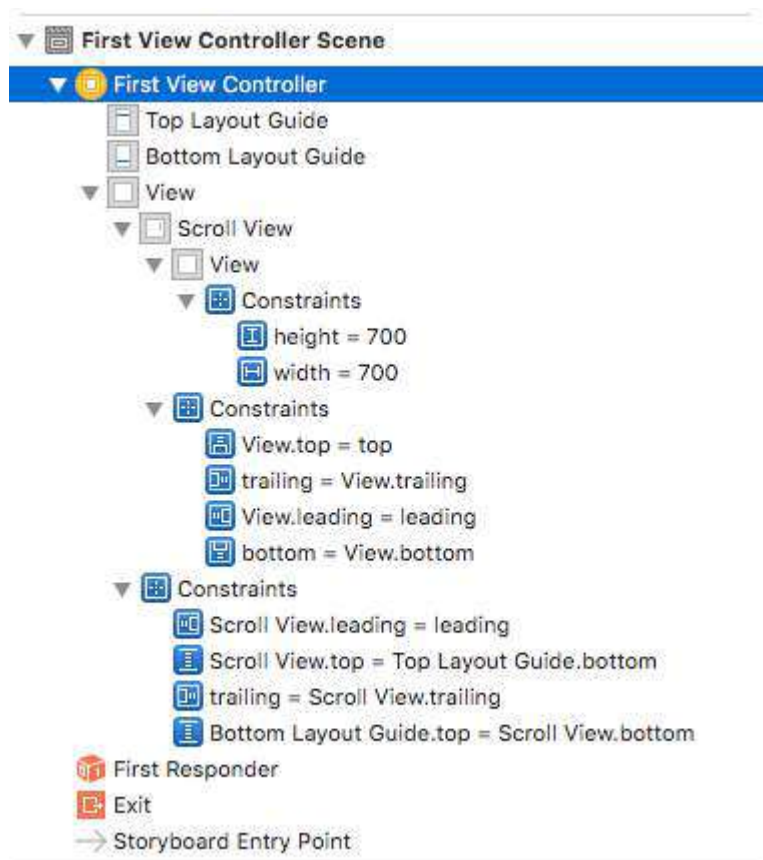 First View Controller Scene
First View Controller
Top Layout Guide
Bottom Layout Guide
View
Scroll View
View
Constraints
height = 700
width = 700
Constraints
View.top = top
trailing = View.trailing
View.leading = leading
bottom = View.bottom
Constraints
Scroll View.leading = leading
Scroll View.top = Top Layout Guide.bottom
trailing = Scroll View.trailing
Bottom Layout Guide.top = Scroll View.bottom
First Responder
Exit
Storyboard Entry Point